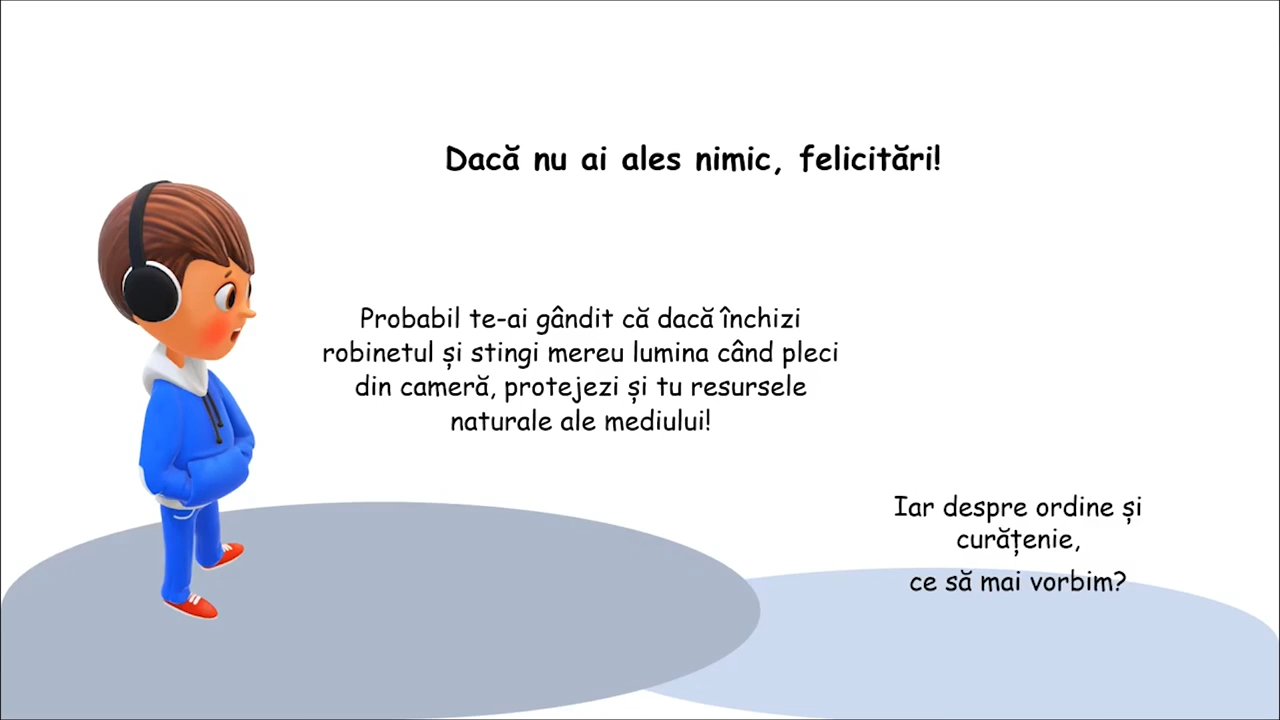 Dacă nu ai ales nimic, felicitări!
Probabil te-ai gândit că dacă închizi
robinetul și stingi mereu lumina când pleci
din cameră, protejezi și tu resursele
naturale ale mediului!
Iar despre ordine și
curățenie,
ce să mai vorbim?